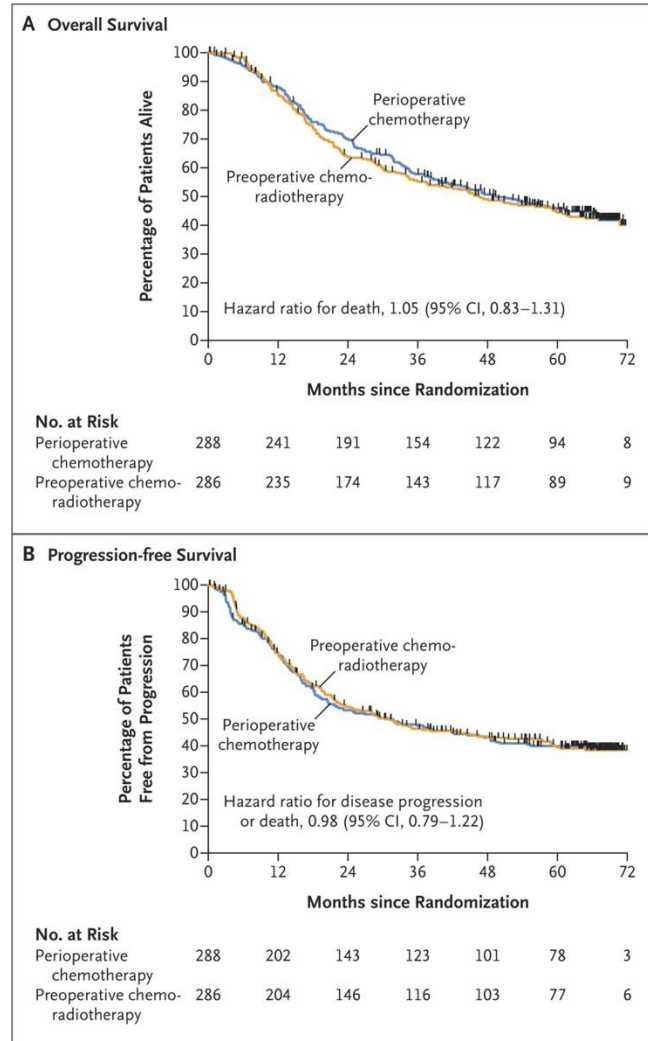 A Overall Survival
Percentage of Patients Alive
100
90
80
70
60
50
40
30
20
10
0
Perioperative
chemotherapy
Preoperative chemo-
radiotherapy
Hazard ratio for death, 1.05 (95% CI, 0.83–1.31)
0 12 24 36 48 60 72
Months since Randomization
No. at Risk
Perioperative
chemotherapy
288 241 191 154 122 94 8
Preoperative chemo-
radiotherapy
286 235 174 143 117 89 9
B Progression-free Survival
Percentage of Patients
Free from Progression
100
90
80
70
60
50
40
30
20
10
0
Preoperative chemo-
radiotherapy
Perioperative
chemotherapy
Hazard ratio for disease progression
or death, 0.98 (95% CI, 0.79–1.22)
0 12 24 36 48 60 72
Months since Randomization
No. at Risk
Perioperative
chemotherapy
288 202 143 123 101 78 3
Preoperative chemo-
radiotherapy
286 204 146 116 103 77 6